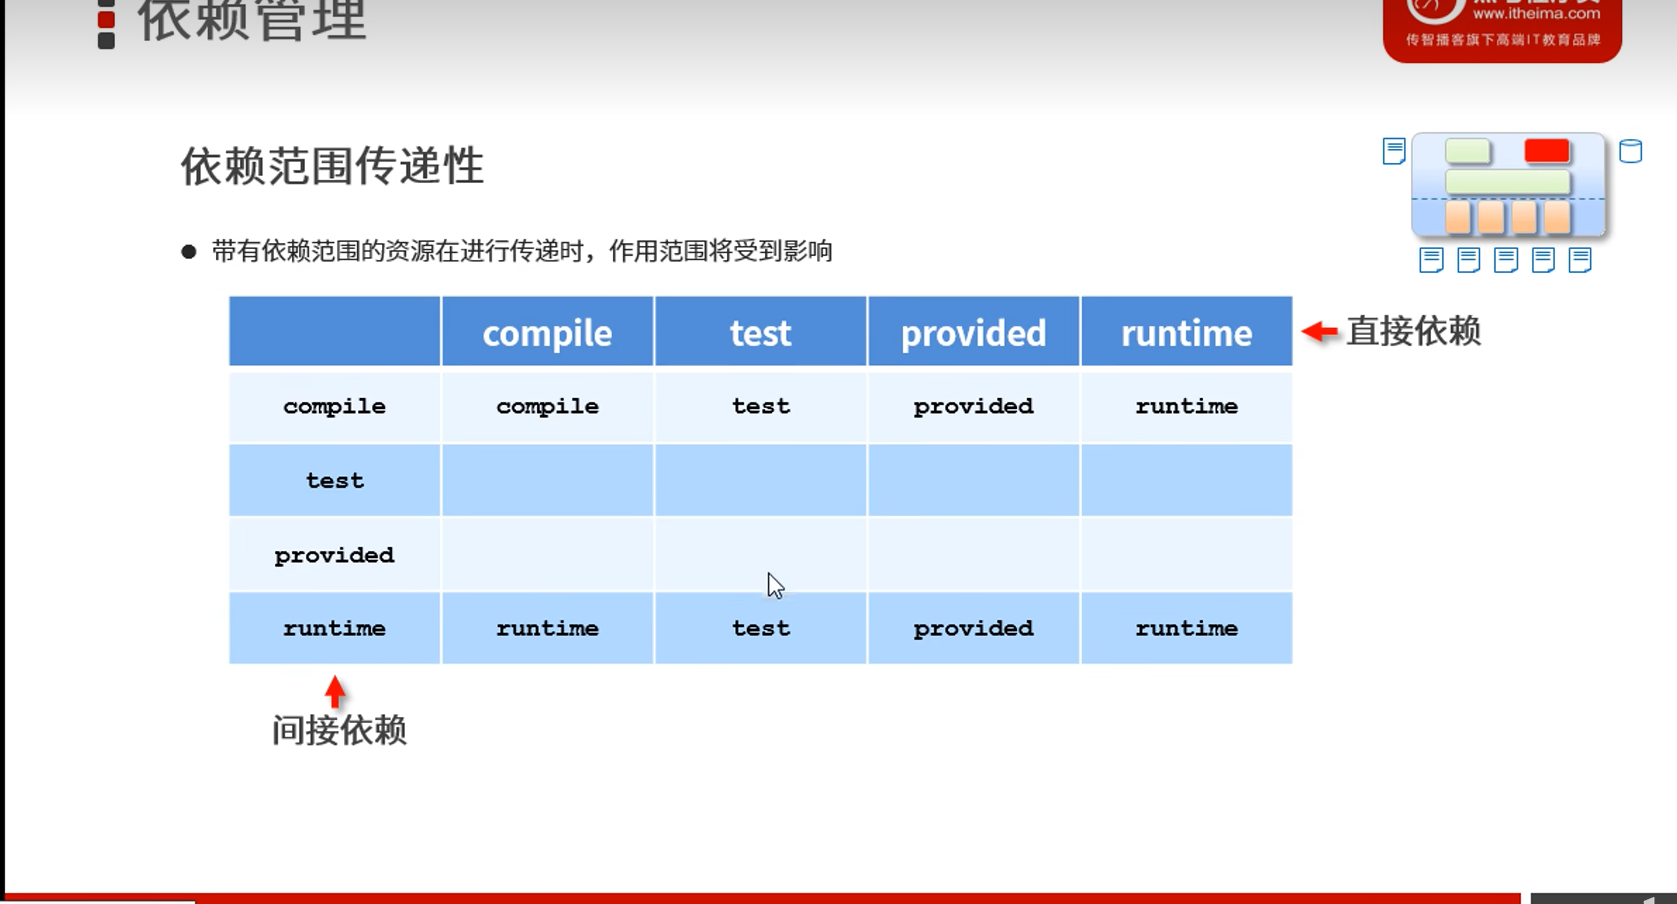 依赖管理
www.itheima.com
传智播客旗下高端IT教育品牌
依赖范围传递性
● 带有依赖范围的资源在进行传递时，作用范围将受到影响
compile test provided runtime 直接依赖
compile compile test provided runtime
test
provided
runtime runtime test provided runtime
间接依赖